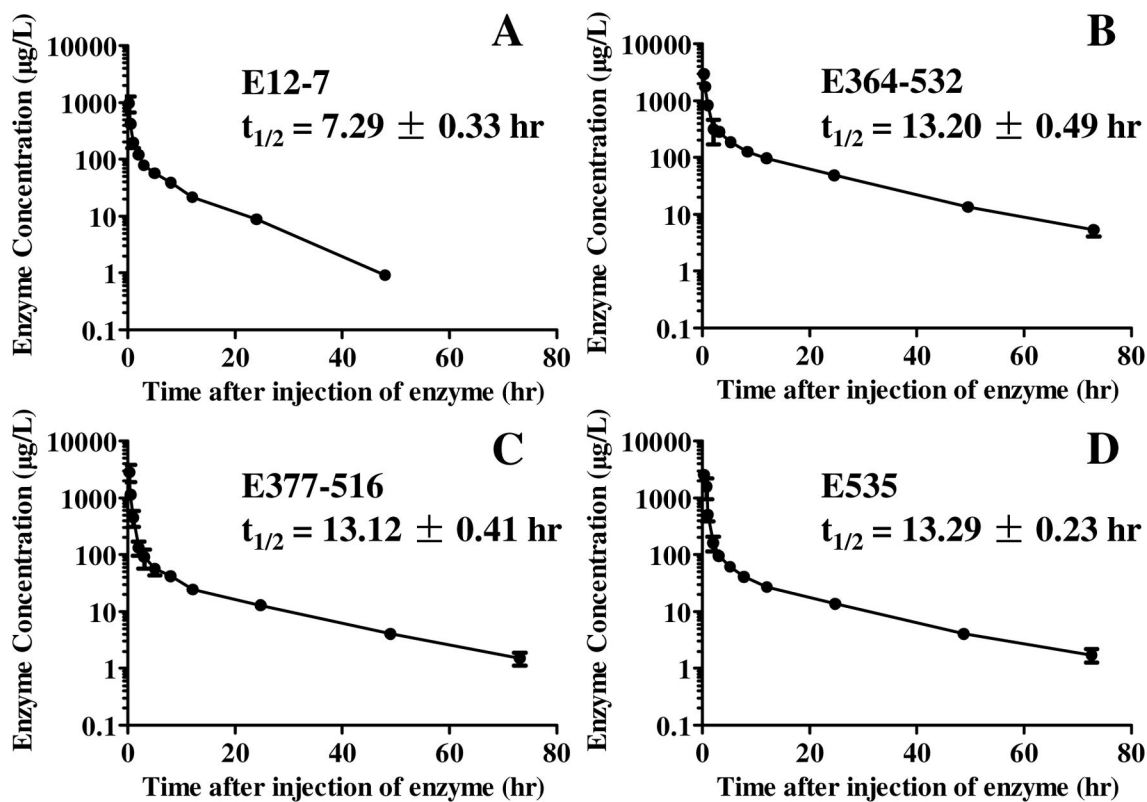 A
E12-7
t1/2 = 7.29 ± 0.33 hr
Enzyme Concentration (µg/L)
10000
1000
100
10
1
0.1
0 20 40 60 80
Time after injection of enzyme (hr)
B
E364-532
t1/2 = 13.20 ± 0.49 hr
Enzyme Concentration (µg/L)
10000
1000
100
10
1
0.1
0 20 40 60 80
Time after injection of enzyme (hr)
C
E377-516
t1/2 = 13.12 ± 0.41 hr
Enzyme Concentration (µg/L)
10000
1000
100
10
1
0.1
0 20 40 60 80
Time after injection of enzyme (hr)
D
E535
t1/2 = 13.29 ± 0.23 hr
Enzyme Concentration (µg/L)
10000
1000
100
10
1
0.1
0 20 40 60 80
Time after injection of enzyme (hr)